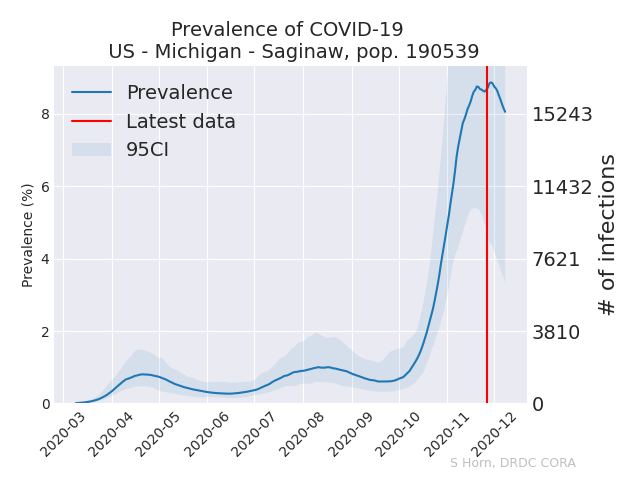 Prevalence of COVID-19
US - Michigan - Saginaw, pop. 190539
Prevalence
Latest data
95CI
Prevalence (%)
8
6
4
2
0
15243
11432
7621
3810
0
# of infections
2020-03
2020-04
2020-05
2020-06
2020-07
2020-08
2020-09
2020-10
2020-11
2020-12
S Horn, DRDC CORA